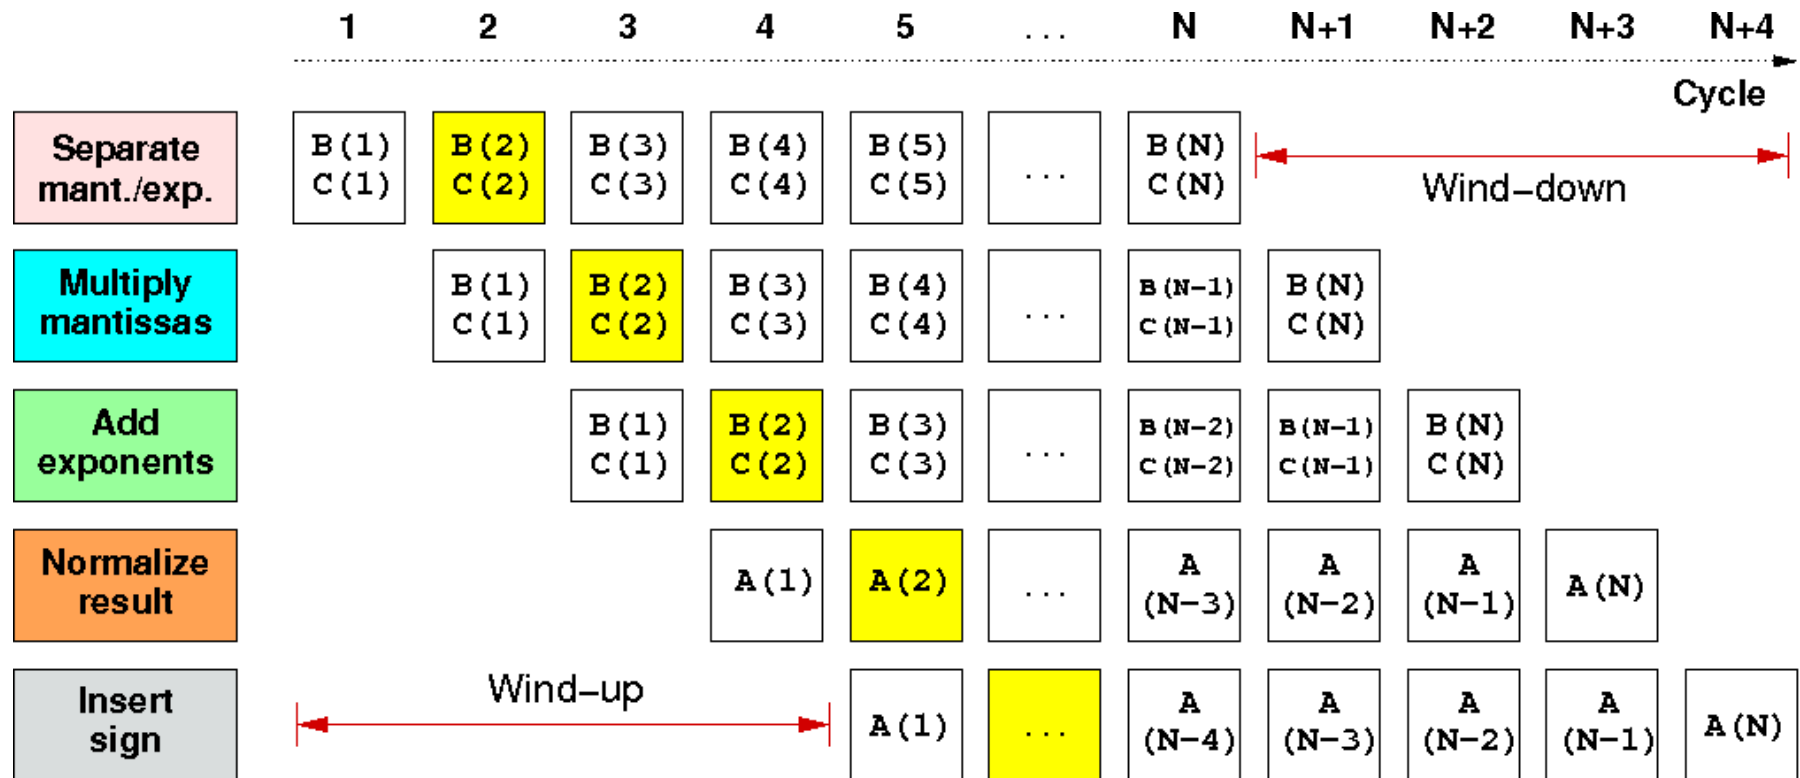 1 2 3 4 5 ... N N+1 N+2 N+3 N+4
Cycle
Separate
mant./exp.
B(1) B(2) B(3) B(4) B(5) ... B(N)
C(1) C(2) C(3) C(4) C(5) C(N)
Wind-down
Multiply
mantissas
B(1) B(2) B(3) B(4) ... B(N-1) B(N)
C(1) C(2) C(3) C(4) C(N-1) C(N)
Add
exponents
B(1) B(2) B(3) ... B(N-2) B(N-1) B(N)
C(1) C(2) C(3) C(N-2) C(N-1) C(N)
Normalize
result
A(1) A(2) ... A A A A(N)
(N-3) (N-2) (N-1)
Wind-up
Insert
sign
A(1) ... A A A A A(N)
(N-4) (N-3) (N-2) (N-1)